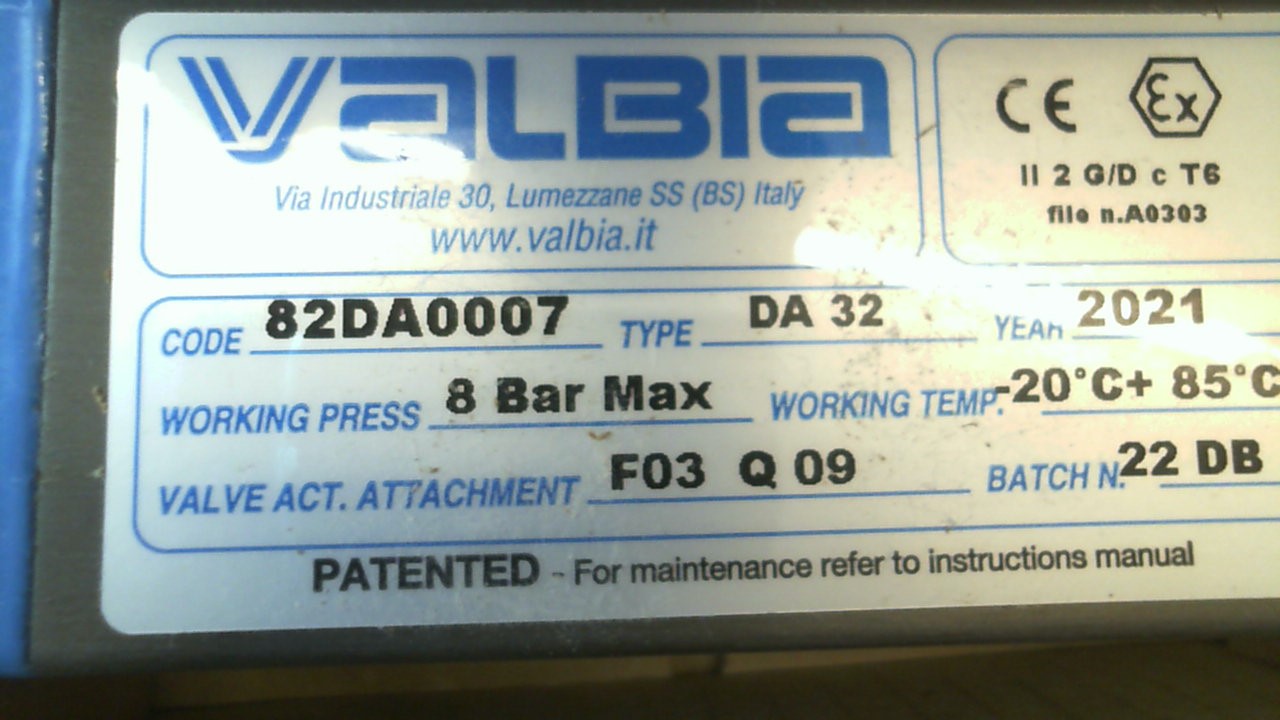 VALBIA
Via Industriale 30, Lumezzane SS (BS) Italy
www.valbia.it
CE Ex
II 2 G/D c T6
file n.A0303
CODE 82DA0007 TYPE DA 32 YEAR 2021
WORKING PRESS 8 Bar Max WORKING TEMP. -20°C+ 85°C
VALVE ACT. ATTACHMENT F03 Q 09 BATCH N. 22 DB
PATENTED - For maintenance refer to instructions manual